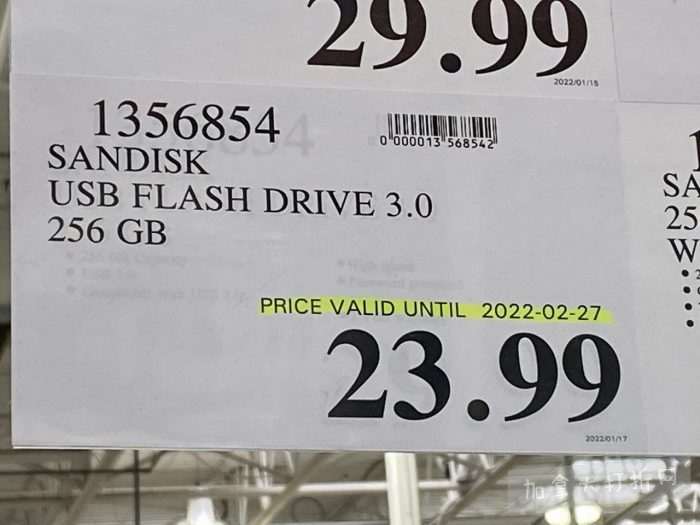 29.99
2022/01/15
1356854
0 000013 568542
SANDISK
USB FLASH DRIVE 3.0
256 GB
PRICE VALID UNTIL 2022-02-27
23.99
2022/01/17
1
SA
25
W
加拿大打折网